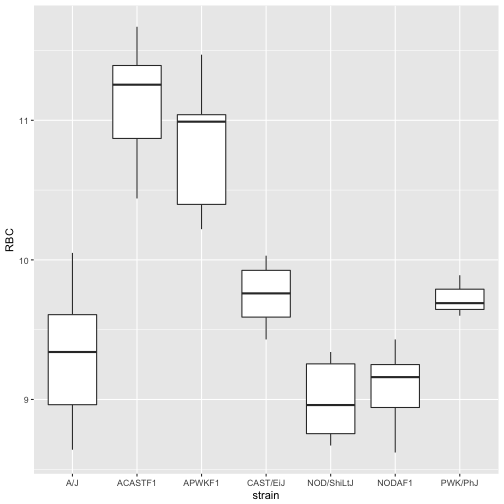 RBC
11
10
9
A/J ACASTF1 APWKF1 CAST/EiJ NOD/ShiLtJ NODAF1 PWK/PhJ
strain